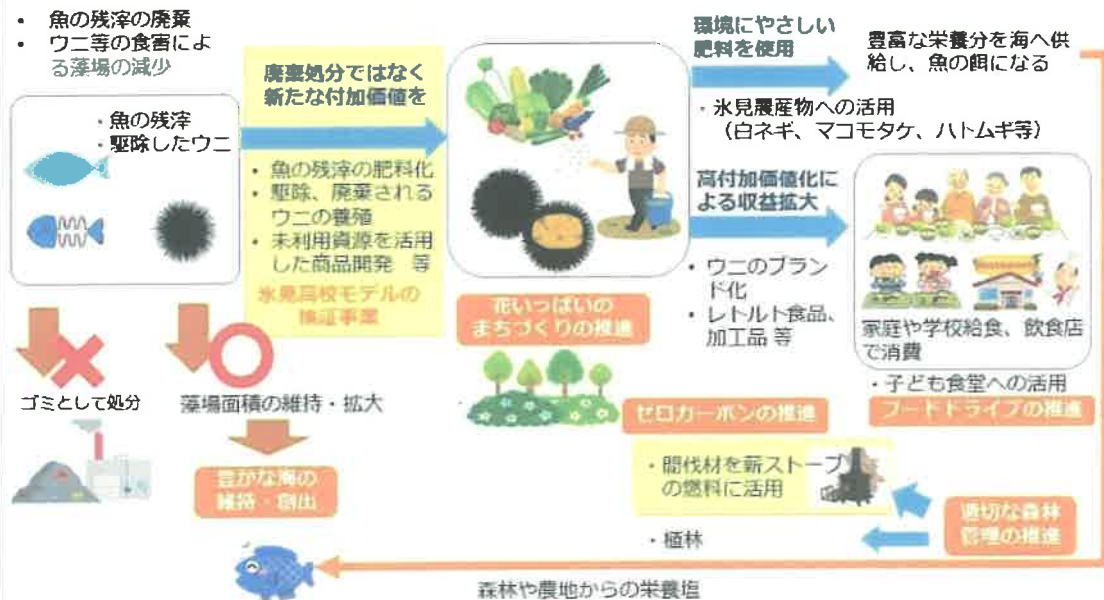 • 魚の残滓の廃棄
• ウニ等の食害によ
る藻場の減少
・魚の残滓
・駆除したウニ
廃棄処分ではなく
新たな付加価値を
• 魚の残滓の肥料化
• 駆除、廃棄される
ウニの養殖
• 未利用資源を活用
した商品開発 等
氷見高校モデルの
検証事業
環境にやさしい
肥料を使用
豊富な栄養分を海へ供
給し、魚の餌になる
・氷見農産物への活用
（白ネギ、マコモタケ、ハトムギ等）
高付加価値化に
よる収益拡大
• ウニのブラン
ド化
• レトルト食品、
加工品 等
家庭や学校給食、飲食店
で消費
・子ども食堂への活用
フードドライブの推進
ゴミとして処分
藻場面積の維持・拡大
豊かな海の
維持・創出
花いっぱいの
まちづくりの推進
ゼロカーボンの推進
・間伐材を薪ストーブ
の燃料に活用
・植林
適切な森林
管理の推進
森林や農地からの栄養塩